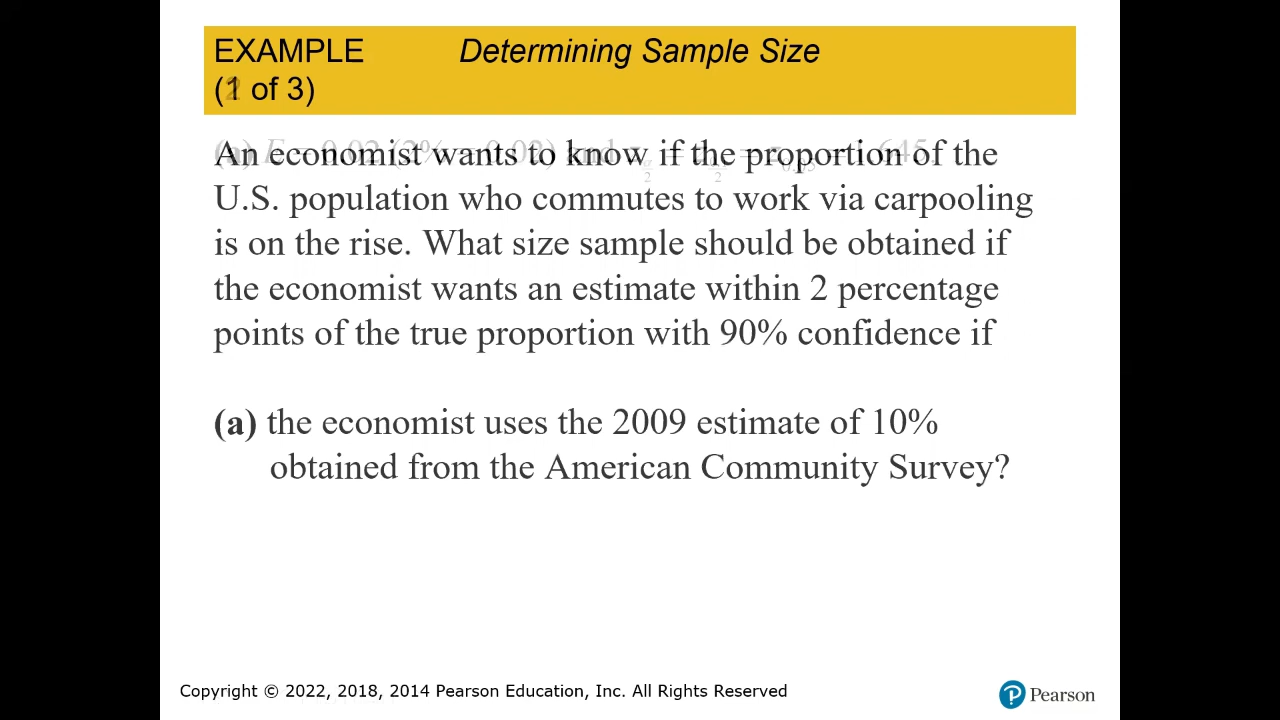 EXAMPLE Determining Sample Size
(1 of 3)
An economist wants to know if the proportion of the
U.S. population who commutes to work via carpooling
is on the rise. What size sample should be obtained if
the economist wants an estimate within 2 percentage
points of the true proportion with 90% confidence if
(a) the economist uses the 2009 estimate of 10%
obtained from the American Community Survey?
Copyright © 2022, 2018, 2014 Pearson Education, Inc. All Rights Reserved
Pearson